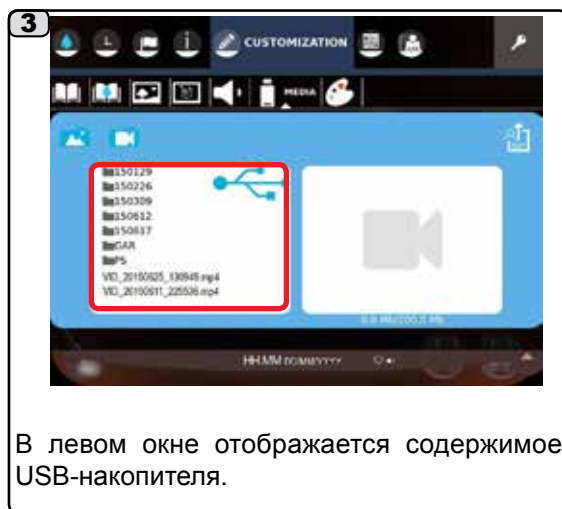 3
CUSTOMIZATION
MEDIA
150129
150226
150309
150612
150617
GAR
PS
VID_20150625_130945.mp4
VID_20150611_225536.mp4
HH:MM DD/MM/YYYY
В левом окне отображается содержимое
USB-накопителя.